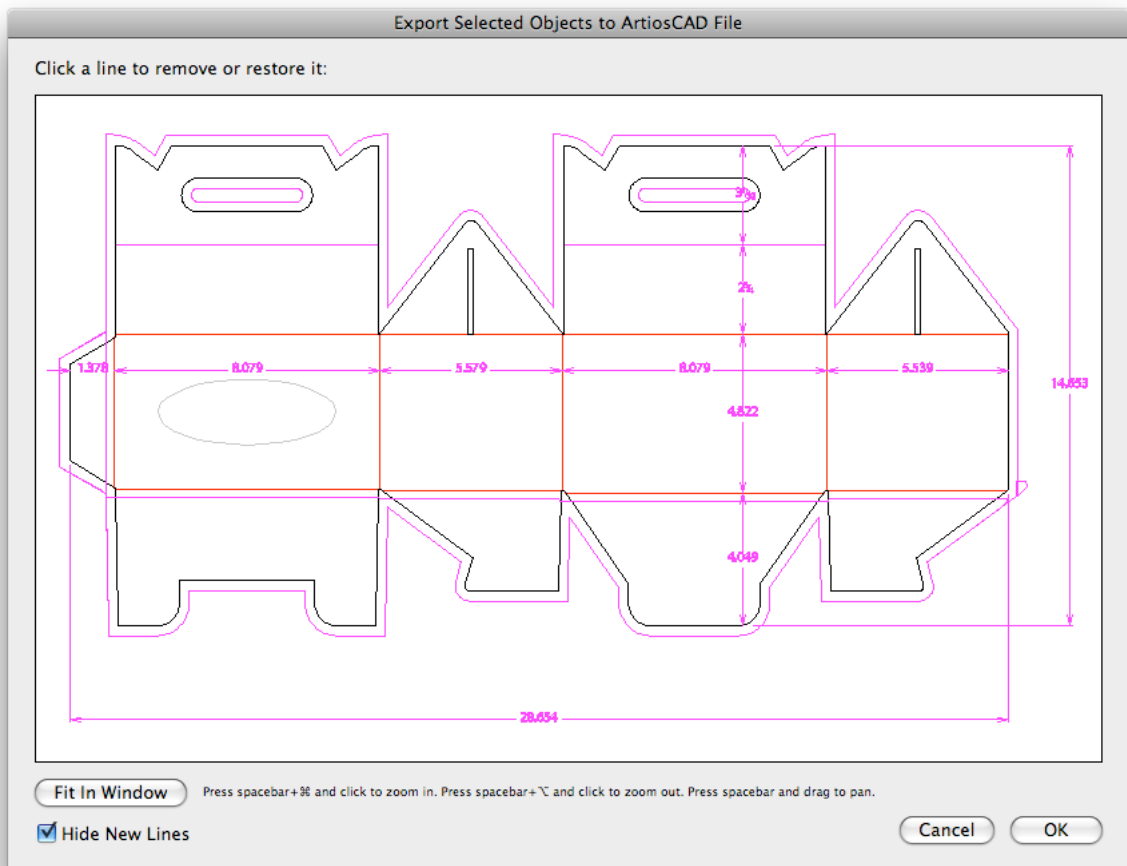 Export Selected Objects to ArtiosCAD File
Click a line to remove or restore it:
1.378
8.079
5.579
8.079
5.539
14.653
4.622
4.049
28.654
Fit In Window
Press spacebar+⌘ and click to zoom in. Press spacebar+⌥ and click to zoom out. Press spacebar and drag to pan.
Hide New Lines
Cancel
OK